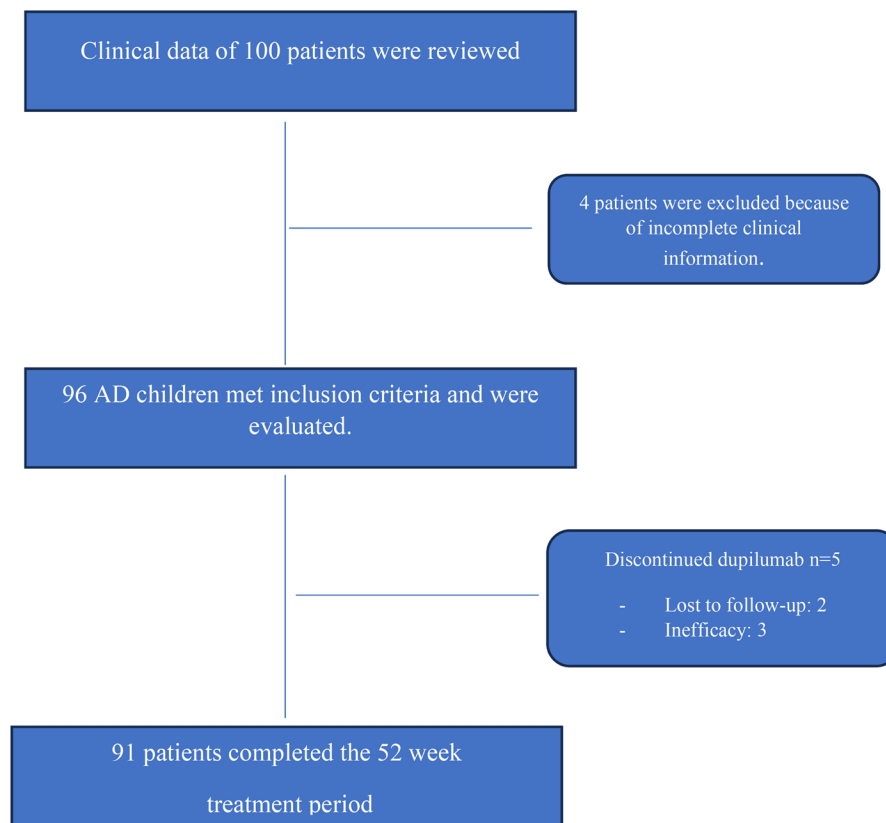 Clinical data of 100 patients were reviewed
4 patients were excluded because
of incomplete clinical
information.
96 AD children met inclusion criteria and were
evaluated.
Discontinued dupilumab n=5
- Lost to follow-up: 2
- Inefficacy: 3
91 patients completed the 52 week
treatment period